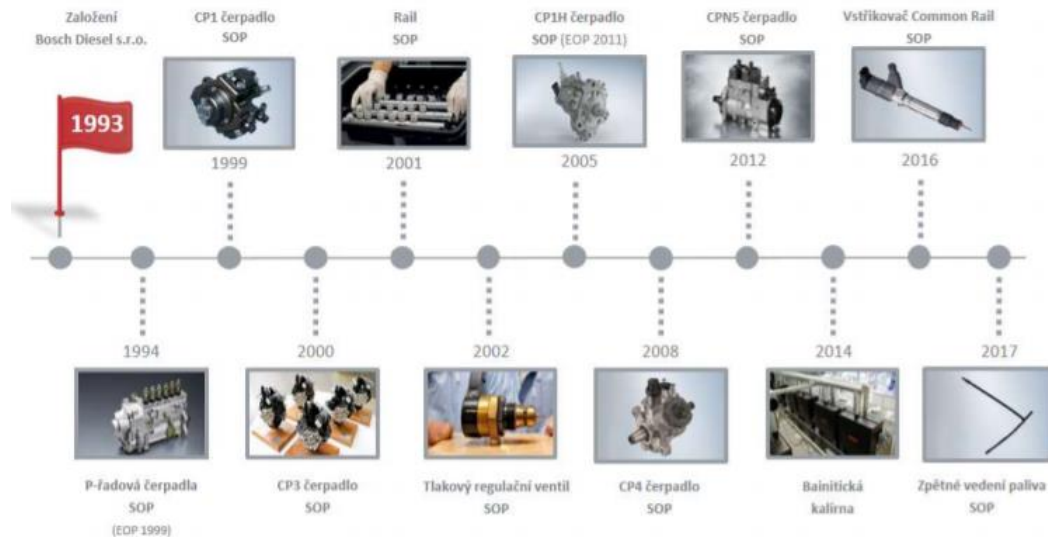 Založení
Bosch Diesel s.r.o.
CP1 čerpadlo
SOP
Rail
SOP
CP1H čerpadlo
SOP (EOP 2011)
CPN5 čerpadlo
SOP
Vstřikovač Common Rail
SOP
1993
1999
2001
2005
2012
2016
1994
2000
2002
2008
2014
2017
P-řadová čerpadla
SOP
(EOP 1999)
CP3 čerpadlo
SOP
Tlakový regulační ventil
SOP
CP4 čerpadlo
SOP
Bainitická
kalírna
Zpětné vedení paliva
SOP